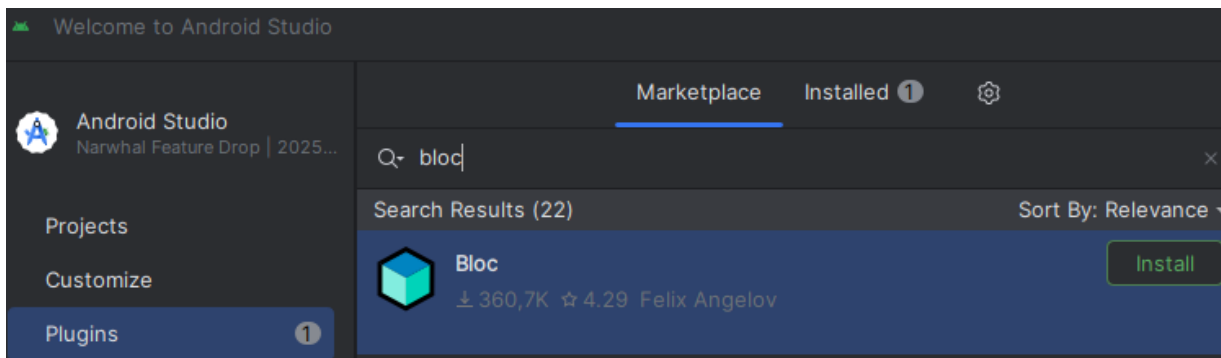 Welcome to Android Studio
Marketplace Installed 1
Android Studio
Narwhal Feature Drop | 2025...
bloc
Search Results (22) Sort By: Relevance
Projects
Bloc Install
Customize
360,7K 4.29 Felix Angelov
Plugins 1